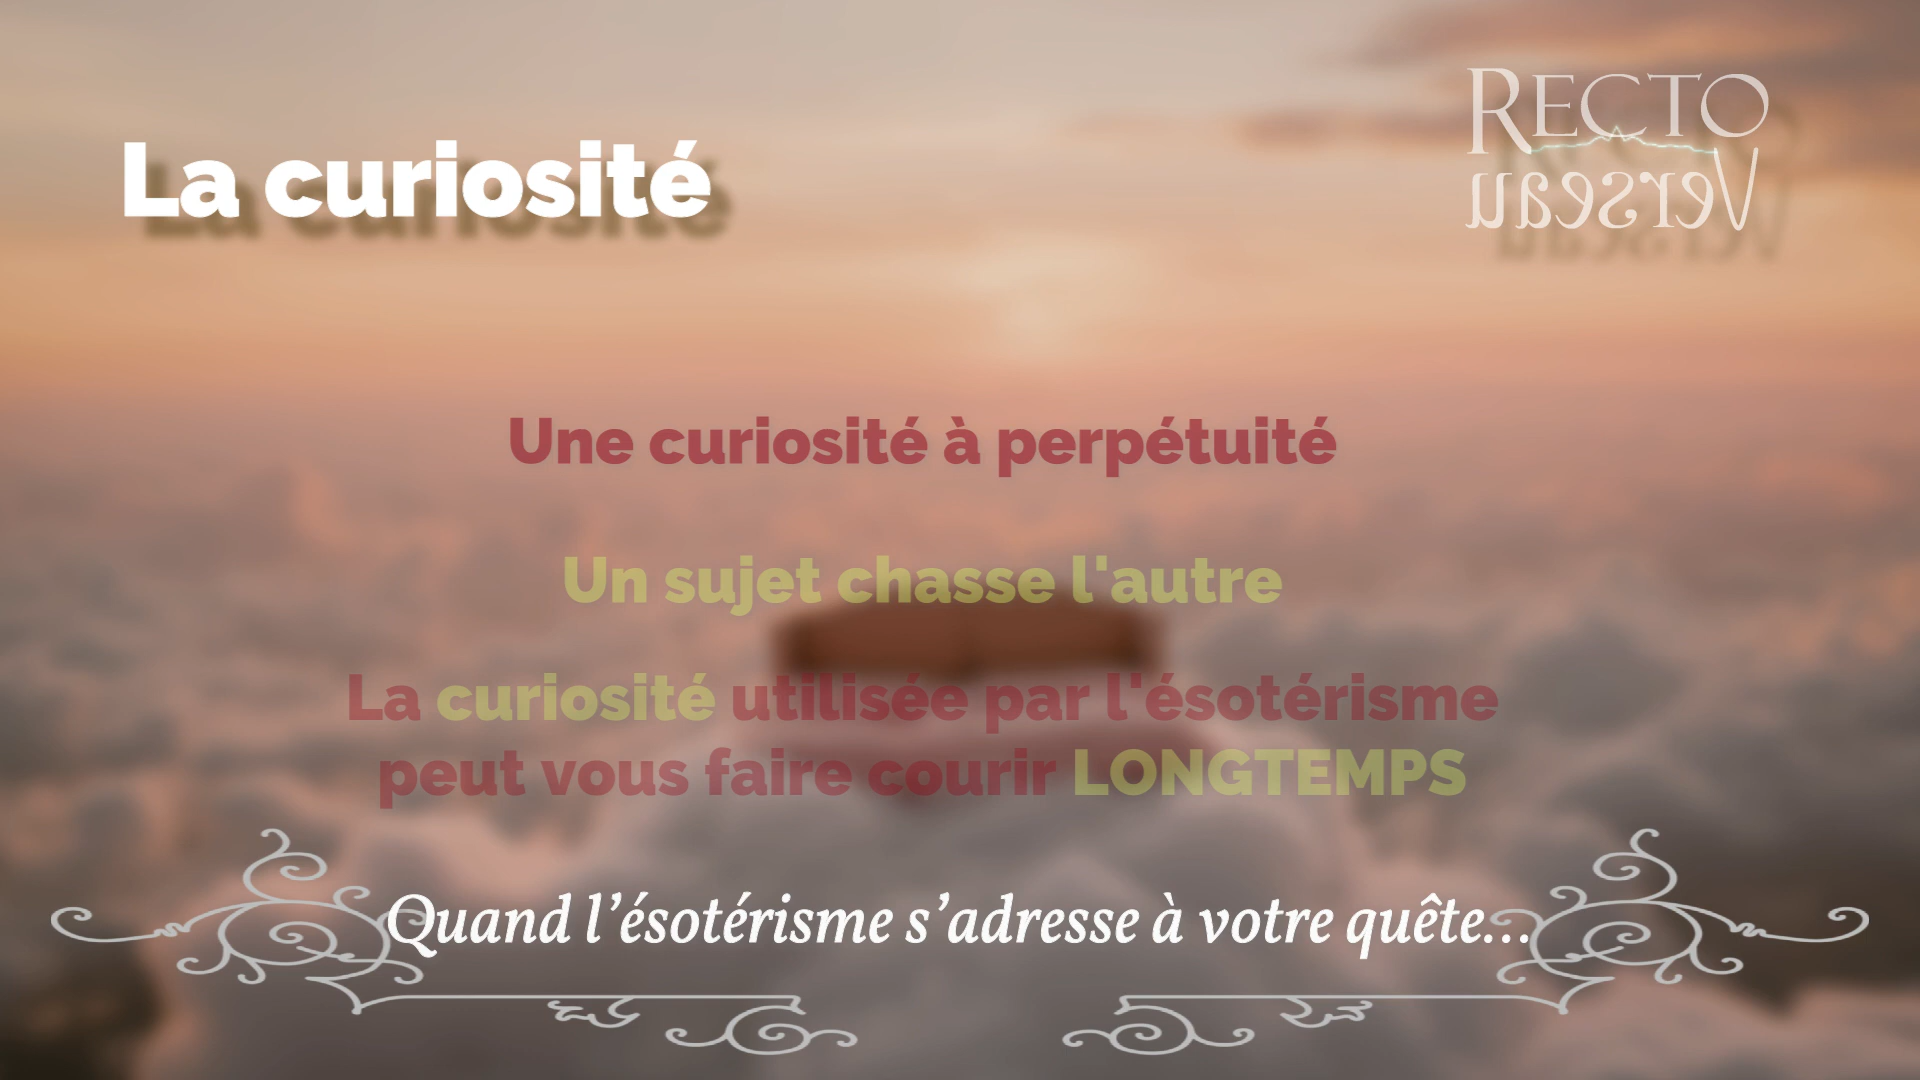 La curiosité
RECTO
Verseau
Une curiosité à perpétuité
Un sujet chasse l'autre
La curiosité utilisée par l'ésotérisme
peut vous faire courir LONGTEMPS
Quand l’ésotérisme s’adresse à votre quête...